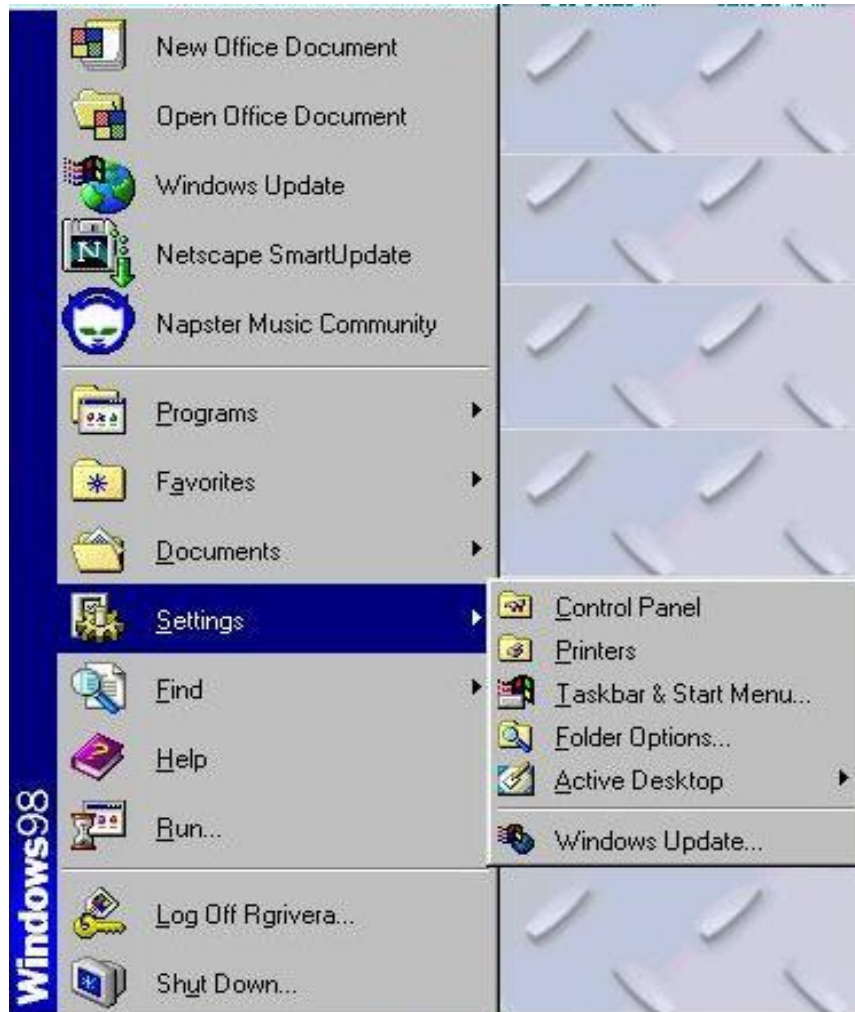 New Office Document
Open Office Document
Windows Update
Netscape SmartUpdate
Napster Music Community
Programs
Favorites
Documents
Settings
Find
Help
Run...
Log Off Rgrivera...
Shut Down...
Control Panel
Printers
Taskbar & Start Menu...
Folder Options...
Active Desktop
Windows Update...
Windows98
N